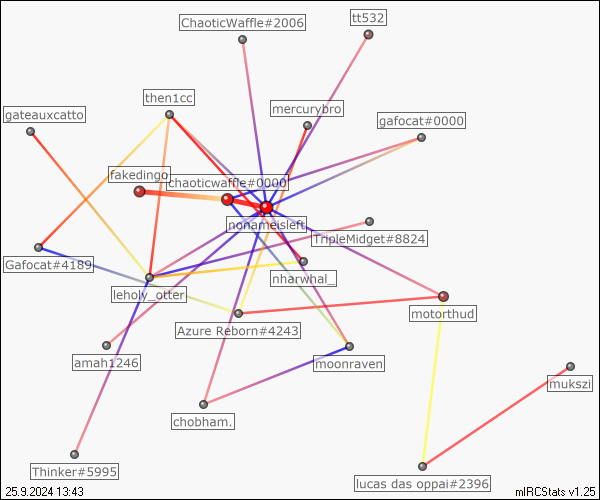 ChaoticWaffle#2006
tt532
then1cc
gateauxcatto
mercurybro
gafocat#0000
fakedingo
chaoticwaffle#0000
nonameisleft
TripleMidget#8824
Gafocat#4189
leholy_otter
nharwhal_
Azure Reborn#4243
motorthud
amah1246
moonraven
mukszi
chobham.
Thinker#5995
lucas das oppai#2396
25.9.2024 13:43
mIRCStats v1.25